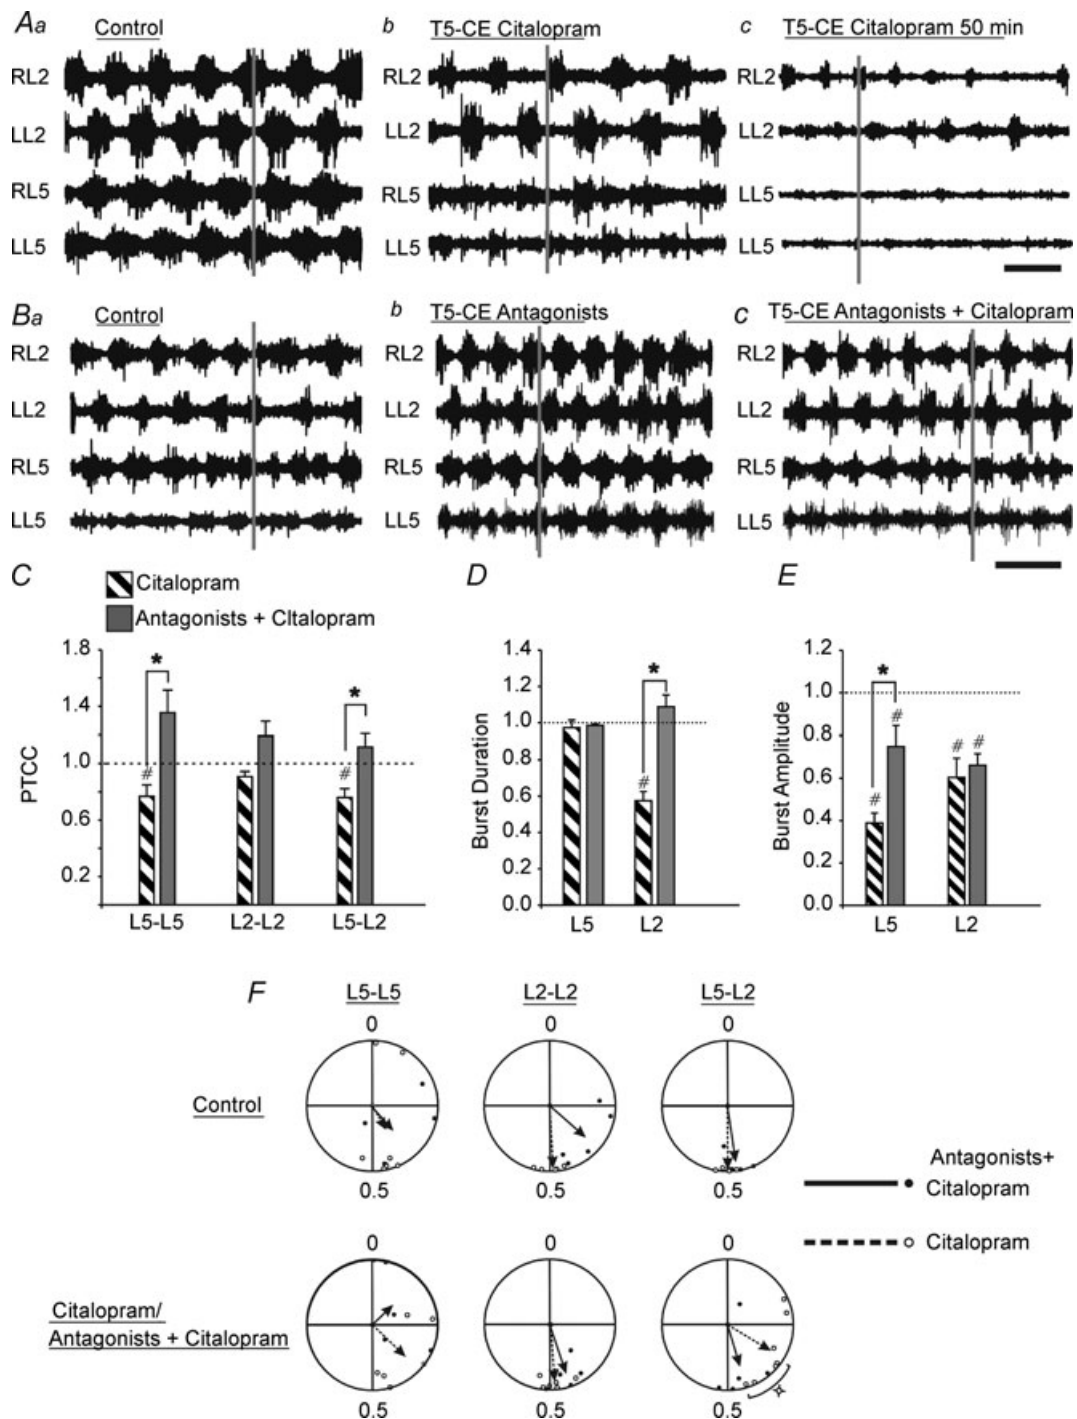 Aa Control
RL2
LL2
RL5
LL5
b T5-CE Citalopram
c T5-CE Citalopram 50 min
RL2
LL2
LL5
LL5
Ba Control
RL2
LL2
RL5
LL5
b T5-CE Antagonists
RL2
LL2
RL5
LL5
c T5-CE Antagonists + Citalopram
RL2
LL2
RL5
LL5
C
Citalopram
Antagonists + CItalopram
PTCC
1.8
1.4
1.0
0.6
0.2
*
#
*
#
L5-L5 L2-L2 L5-L2
D
Burst Duration
1.4
1.2
1.0
0.8
0.6
0.4
0.2
0.0
*
#
L5 L2
E
Burst Amplitude
1.2
1.0
0.8
0.6
0.4
0.2
0.0
*
#
#
# #
L5 L2
F
L5-L5 L2-L2 L5-L2
0 0 0
Control
0.5 0.5 0.5
Antagonists+
Citalopram
Citalopram
0 0 0
Citalopram/
Antagonists + Citalopram
¤
0.5 0.5 0.5